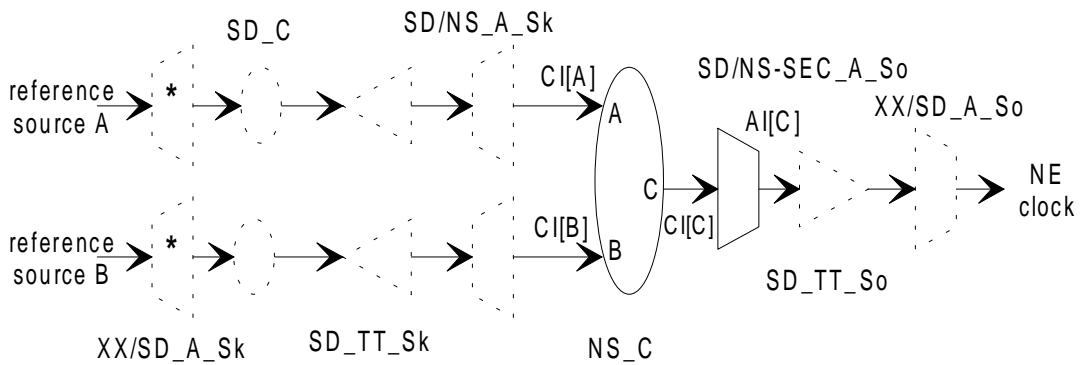 SD_C
SD/NS_A_Sk
reference
source A
*
CI[A]
A
SD/NS-SEC_A_So
XX/SD_A_So
AI[C]
C
CI[C]
NE
clock
reference
source B
*
CI[B]
B
SD_TT_So
XX/SD_A_Sk
SD_TT_Sk
NS_C